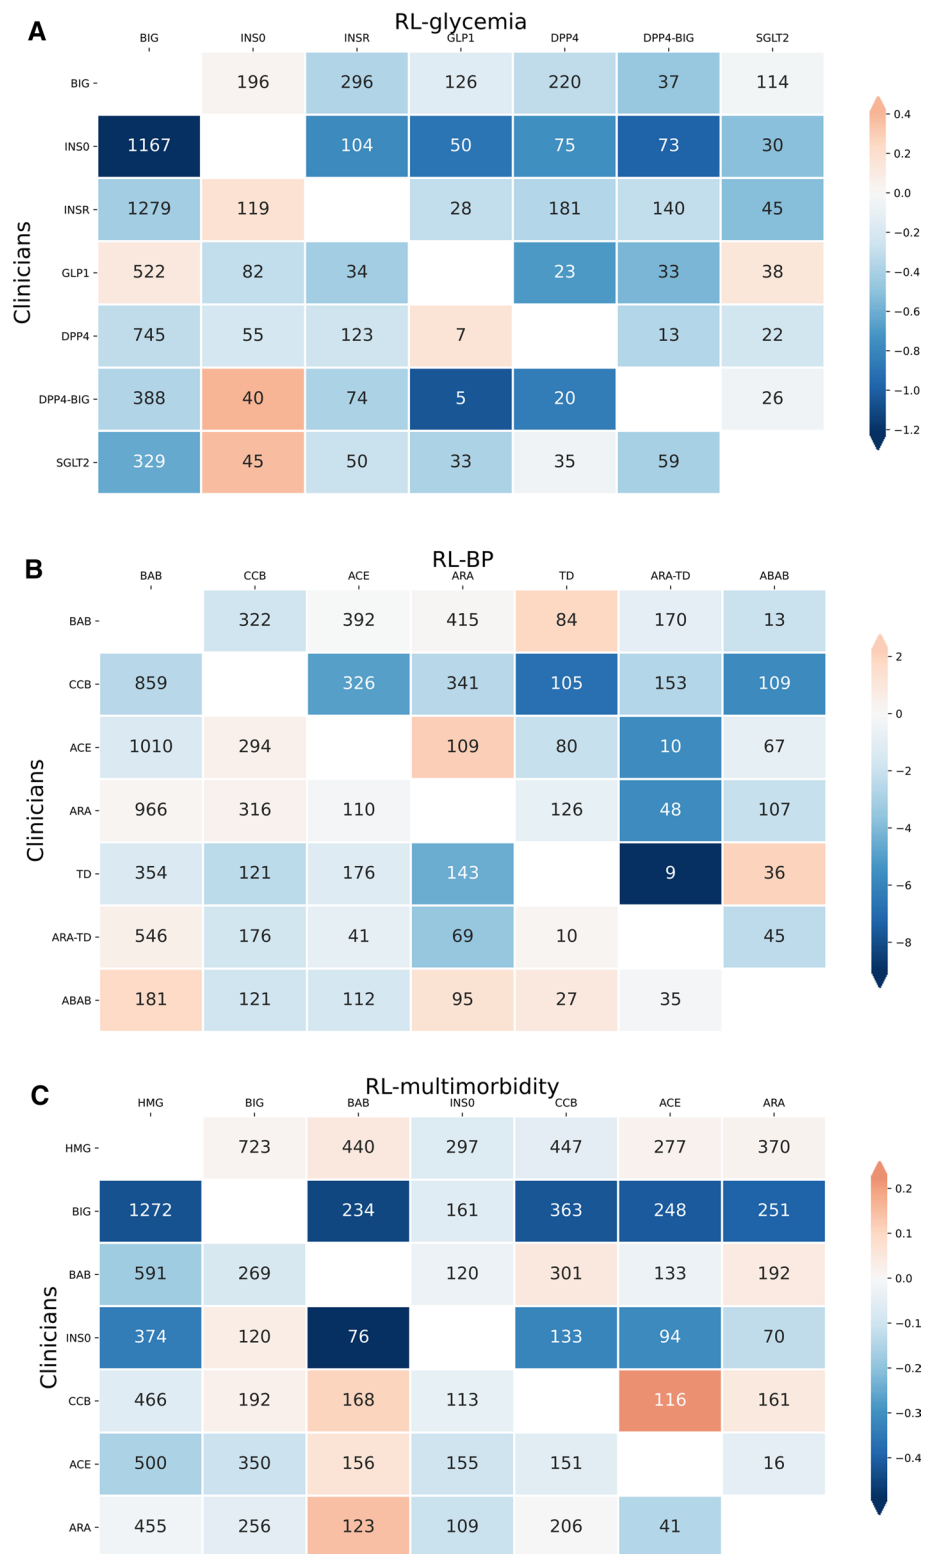 A
RL-glycemia
BIG INS0 INSR GLP1 DPP4 DPP4-BIG SGLT2
Clinicians
BIG 196 296 126 220 37 114
INS0 1167 104 50 75 73 30
INSR 1279 119 28 181 140 45
GLP1 522 82 34 23 33 38
DPP4 745 55 123 7 13 22
DPP4-BIG 388 40 74 5 20 26
SGLT2 329 45 50 33 35 59
0.4
0.2
0.0
−0.2
−0.4
−0.6
−0.8
−1.0
−1.2
B
RL-BP
BAB CCB ACE ARA TD ARA-TD ABAB
Clinicians
BAB 322 392 415 84 170 13
CCB 859 326 341 105 153 109
ACE 1010 294 109 80 10 67
ARA 966 316 110 126 48 107
TD 354 121 176 143 9 36
ARA-TD 546 176 41 69 10 45
ABAB 181 121 112 95 27 35
2
0
−2
−4
−6
−8
C
RL-multimorbidity
HMG BIG BAB INS0 CCB ACE ARA
Clinicians
HMG 723 440 297 447 277 370
BIG 1272 234 161 363 248 251
BAB 591 269 120 301 133 192
INS0 374 120 76 133 94 70
CCB 466 192 168 113 116 161
ACE 500 350 156 155 151 16
ARA 455 256 123 109 206 41
0.2
0.1
0.0
−0.1
−0.2
−0.3
−0.4